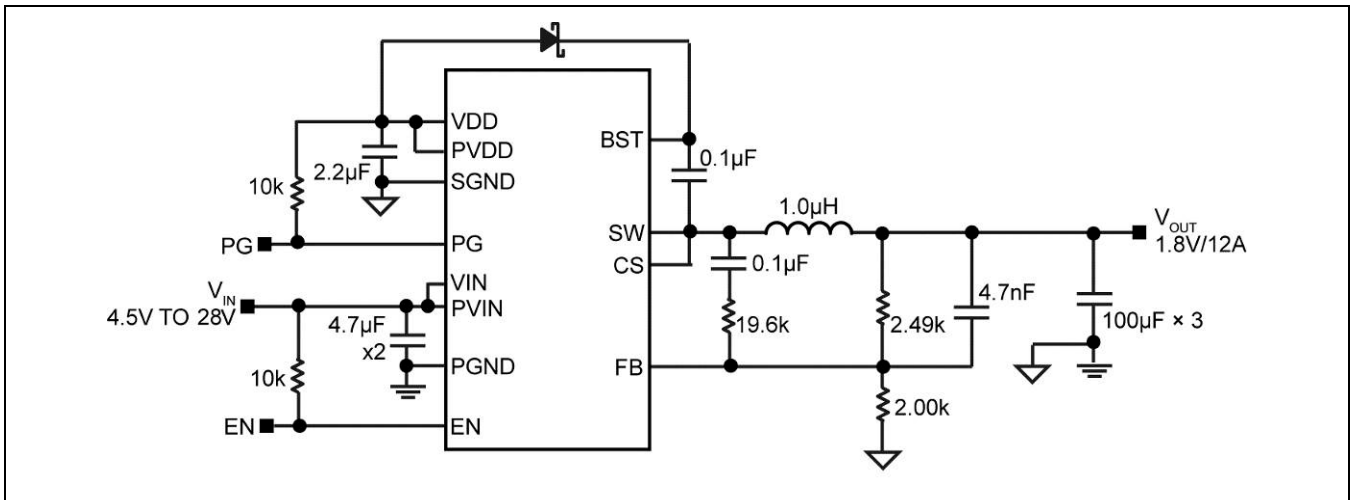 VDD
PVDD
2.2µF
SGND
10k
PG
PG
VIN
V_IN
4.5V TO 28V
PVIN
4.7µF
x2
PGND
10k
EN
EN
BST
0.1µF
SW
CS
1.0µH
0.1µF
19.6k
FB
2.49k
4.7nF
2.00k
100µF × 3
V_OUT
1.8V/12A